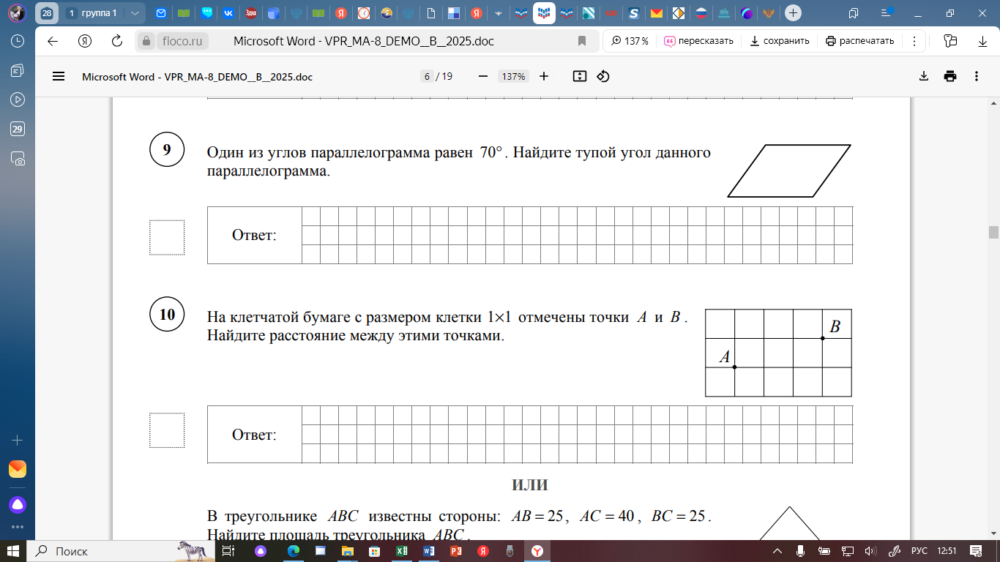 28
1 группа 1
fioco.ru Microsoft Word - VPR_MA-8_DEMO__B__2025.doc 137 % пересказать сохранить распечатать
Microsoft Word - VPR_MA-8_DEMO__B__2025.doc 6 / 19 137%
29
9
Один из углов параллелограмма равен 70°. Найдите тупой угол данного
параллелограмма.
Ответ:
10
На клетчатой бумаге с размером клетки 1×1 отмечены точки A и B.
Найдите расстояние между этими точками.
B
A
Ответ:
ИЛИ
В треугольнике ABC известны стороны: AB = 25, AC = 40, BC = 25.
Найдите площадь треугольника ABC.
Поиск
РУС 12:51